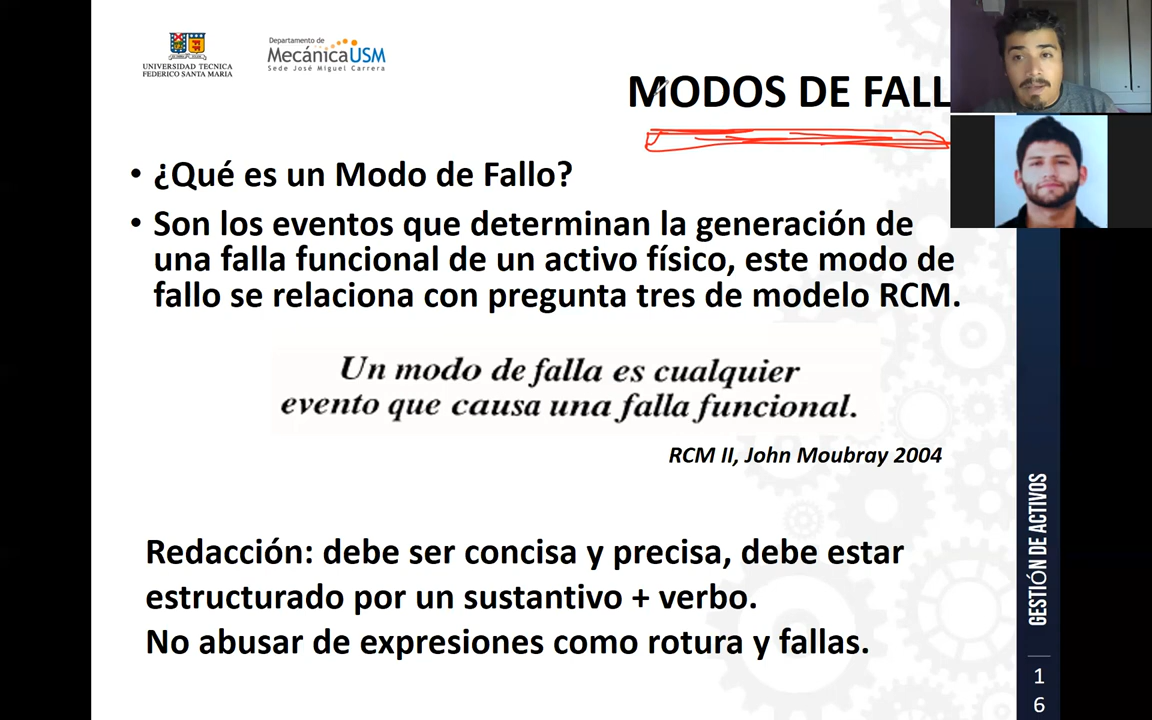 UNIVERSIDAD TECNICA
FEDERICO SANTA MARIA
Departamento de
MecánicaUSM
Sede José Miguel Carrera
MODOS DE FALL
• ¿Qué es un Modo de Fallo?
• Son los eventos que determinan la generación de
una falla funcional de un activo físico, este modo de
fallo se relaciona con pregunta tres de modelo RCM.
Un modo de falla es cualquier
evento que causa una falla funcional.
RCM II, John Moubray 2004
Redacción: debe ser concisa y precisa, debe estar
estructurado por un sustantivo + verbo.
No abusar de expresiones como rotura y fallas.
GESTIÓN DE ACTIVOS
1
6